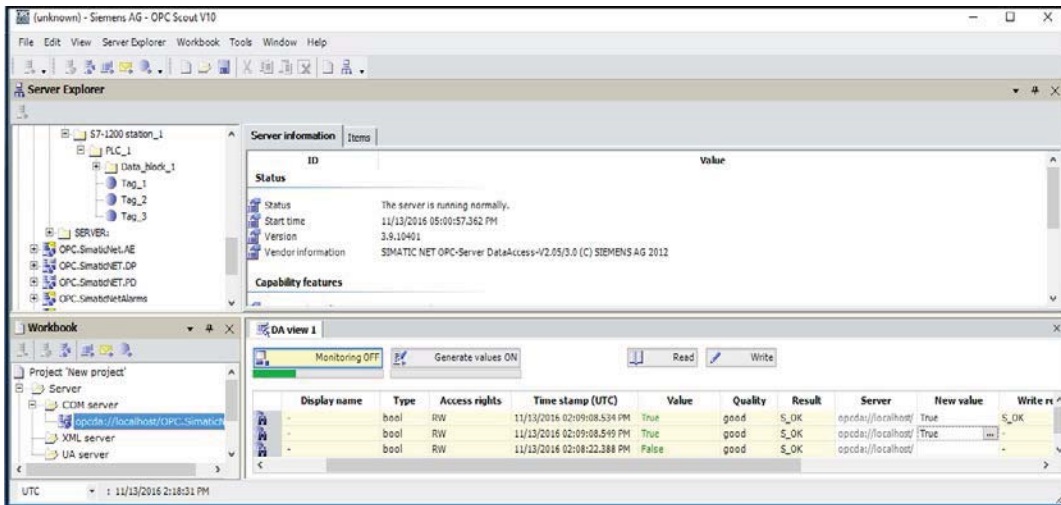 (unknown) - Siemens AG - OPC Scout V10
File Edit View Server Explorer Workbook Tools Window Help
Server Explorer
S7-1200 station_1
PLC_1
Data_block_1
Tag_1
Tag_2
Tag_3
SERVER:
OPC.SimaticNet.AE
OPC.SimaticNET.DP
OPC.SimaticNET.PD
OPC.SimaticNetAlarms
Server information Items
ID Value
Status
Status The server is running normally.
Start time 11/13/2016 05:00:57.362 PM
Version 3.9.10401
Vendor information SIMATIC NET OPC-Server DataAccess-V2.05/3.0 (C) SIEMENS AG 2012
Capability features
Workbook
Project 'New project'
Server
COM server
opcda://localhost/OPC.SimaticN
XML server
UA server
DA view 1
Monitoring OFF Generate values ON Read Write
Display name Type Access rights Time stamp (UTC) Value Quality Result Server New value Write re
- bool RW 11/13/2016 02:09:08.534 PM True good S_OK opcda://localhost/ True S_OK
- bool RW 11/13/2016 02:09:08.549 PM True good S_OK opcda://localhost/ True ... -
- bool RW 11/13/2016 02:08:22.388 PM False good S_OK opcda://localhost/ -
UTC : 11/13/2016 2:18:31 PM